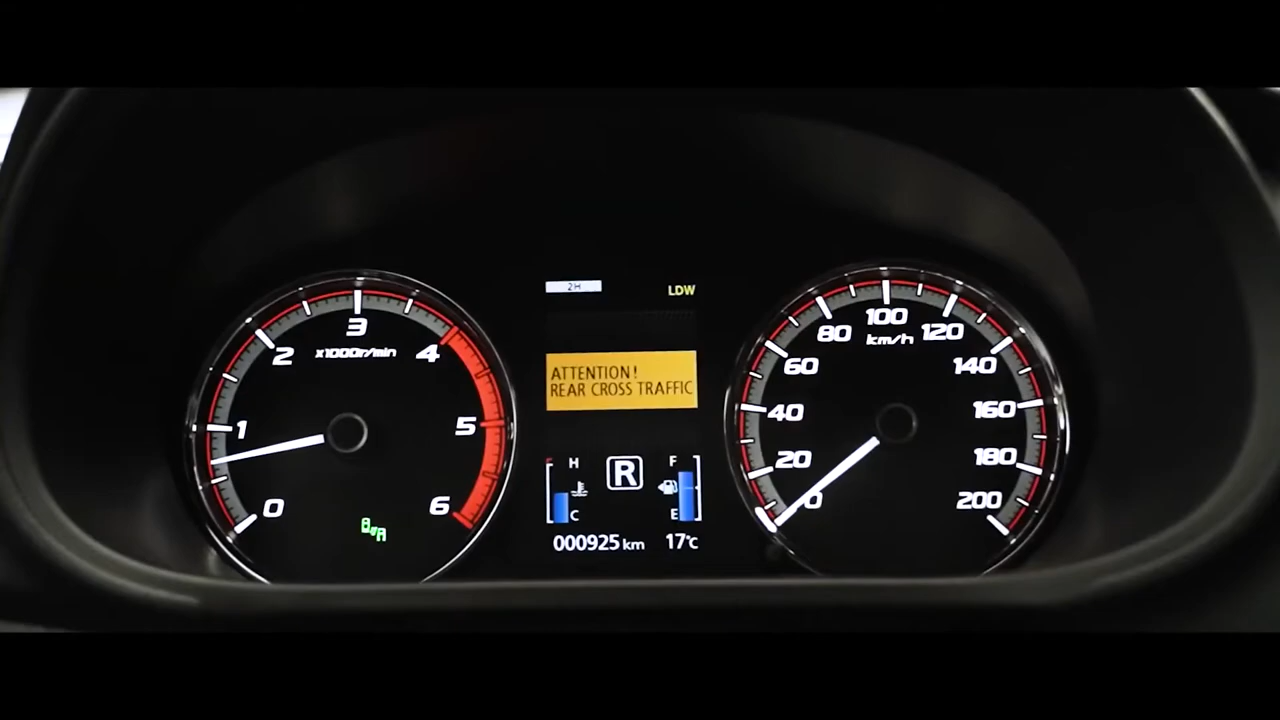 0
1
2
3
4
5
6
x1000r/min
2H
LDW
ATTENTION!
REAR CROSS TRAFFIC
H
C
R
F
E
000925 km
17℃
0
20
40
60
80
100
120
140
160
180
200
km/h